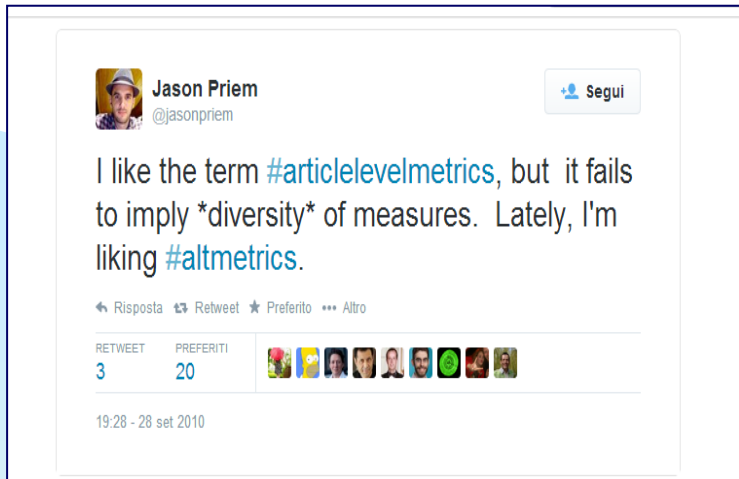 Jason Priem
@jasonpriem
Segui
I like the term #articlelevelmetrics, but it fails
to imply *diversity* of measures. Lately, I'm
liking #altmetrics.
Risposta Retweet Preferito Altro
RETWEET PREFERITI
3 20
19:28 - 28 set 2010